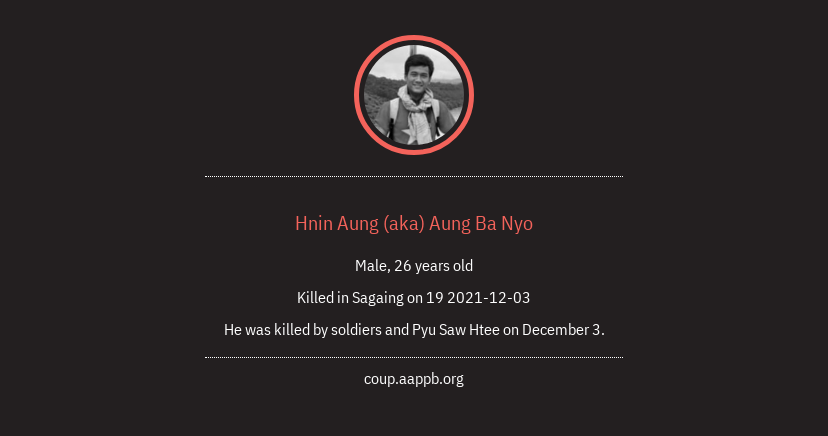 Hnin Aung (aka) Aung Ba Nyo
Male, 26 years old
Killed in Sagaing on 19 2021-12-03
He was killed by soldiers and Pyu Saw Htee on December 3.
coup.aappb.org